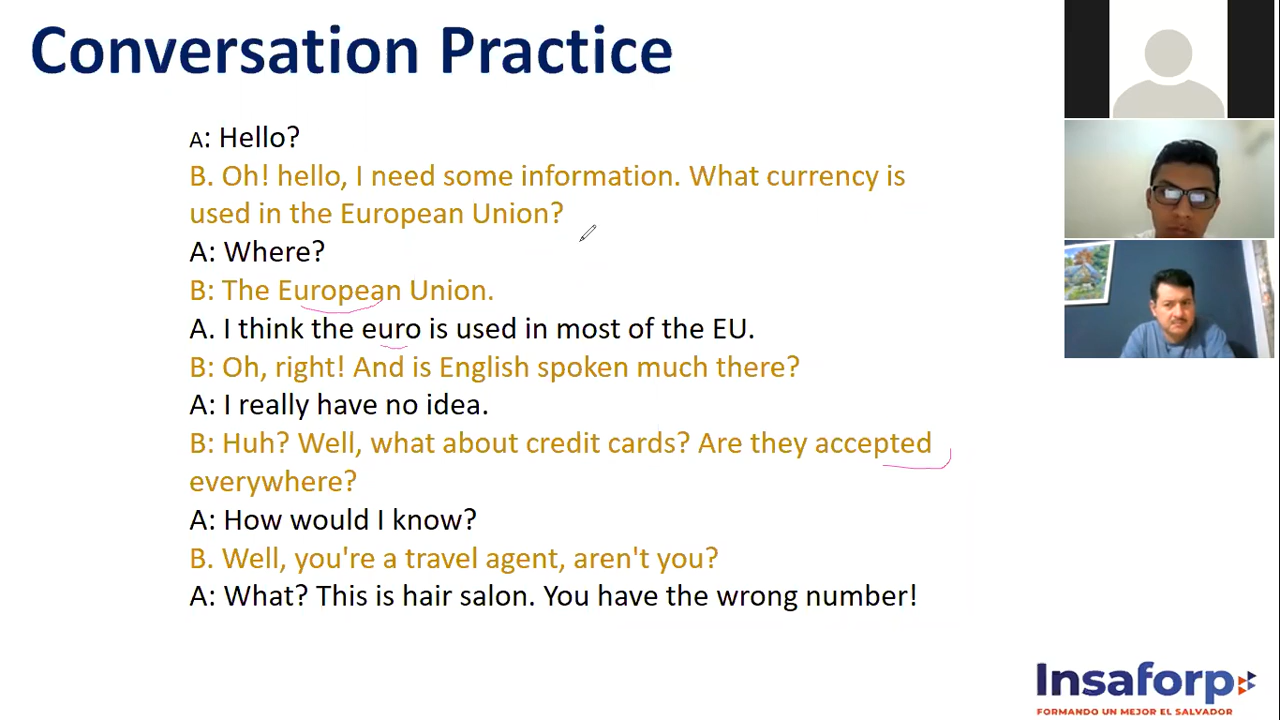 Conversation Practice
A: Hello?
B. Oh! hello, I need some information. What currency is
used in the European Union?
A: Where?
B: The European Union.
A. I think the euro is used in most of the EU.
B: Oh, right! And is English spoken much there?
A: I really have no idea.
B: Huh? Well, what about credit cards? Are they accepted
everywhere?
A: How would I know?
B. Well, you're a travel agent, aren't you?
A: What? This is hair salon. You have the wrong number!
Insaforp
FORMANDO UN MEJOR EL SALVADOR